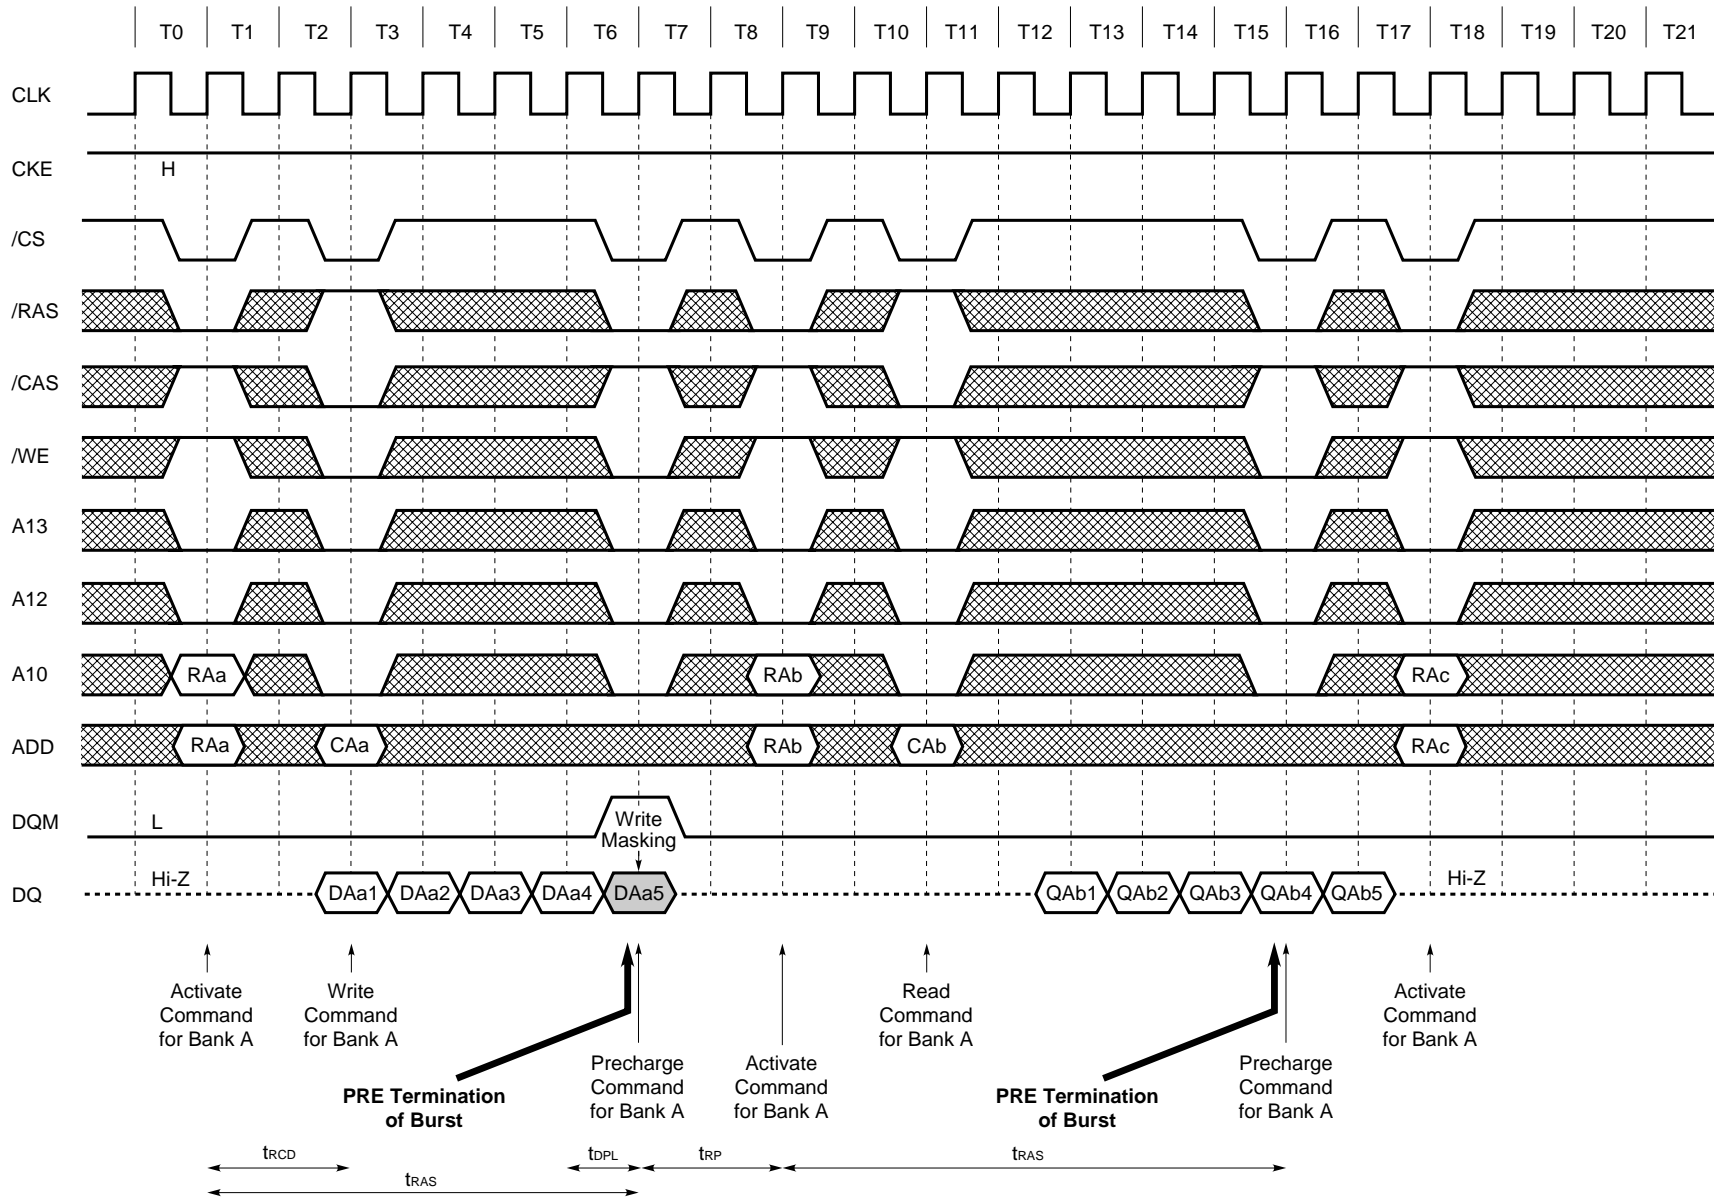 T0 T1 T2 T3 T4 T5 T6 T7 T8 T9 T10 T11 T12 T13 T14 T15 T16 T17 T18 T19 T20 T21
CLK
CKE H
/CS
/RAS
/CAS
/WE
A13
A12
A10 RAa RAb RAc
ADD RAa CAa RAb CAb RAc
DQM L Write
Masking
DQ Hi-Z DAa1 DAa2 DAa3 DAa4 DAa5 QAb1 QAb2 QAb3 QAb4 QAb5 Hi-Z
Activate
Command
for Bank A
Write
Command
for Bank A
PRE Termination
of Burst
Precharge
Command
for Bank A
Activate
Command
for Bank A
Read
Command
for Bank A
PRE Termination
of Burst
Precharge
Command
for Bank A
Activate
Command
for Bank A
tRCD tDPL tRP tRAS
tRAS